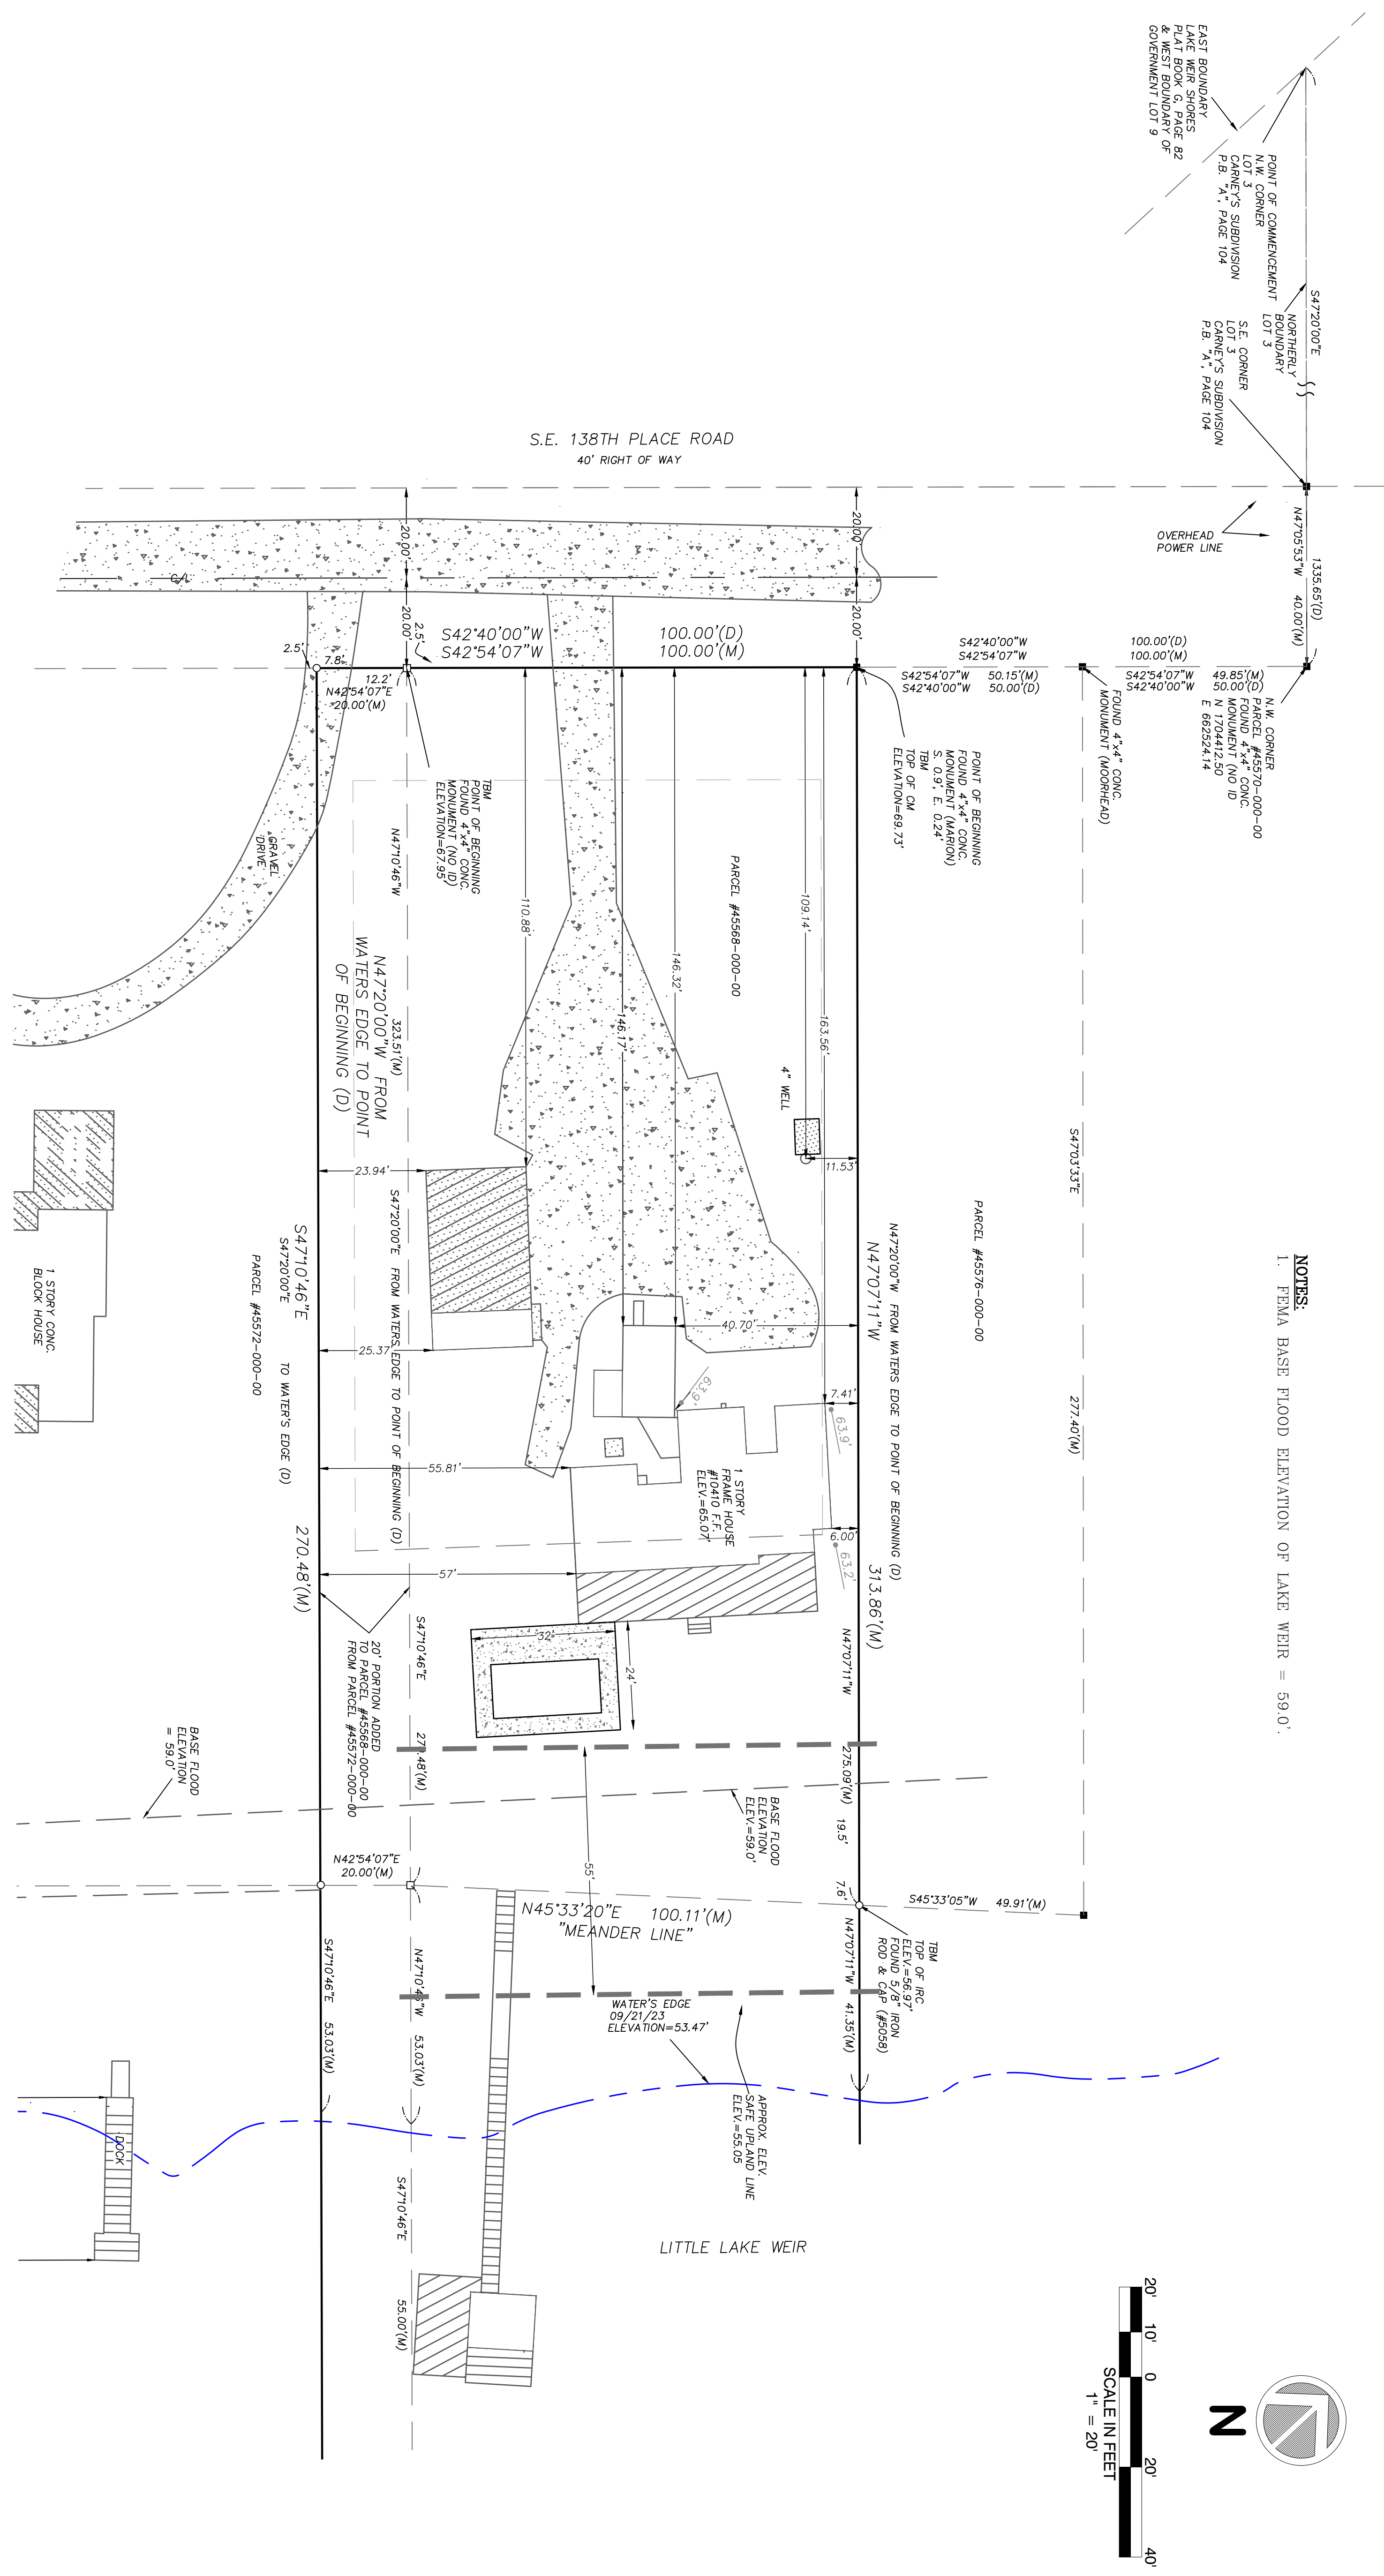 EAST BOUNDARY
LAKE WEIR SHORES
PLAT BOOK G, PAGE 82
& WEST BOUNDARY OF
GOVERNMENT LOT 9
POINT OF COMMENCEMENT
N.W. CORNER
LOT 3
CARNEY'S SUBDIVISION
P.B. "A", PAGE 104
S47°20'00"E
NORTHERLY
BOUNDARY
LOT 3
S.E. CORNER
LOT 3
CARNEY'S SUBDIVISION
P.B. "A", PAGE 104
1335.65'(D)
N47°05'53"W 40.00'(M)
OVERHEAD
POWER LINE
S.E. 138TH PLACE ROAD
40' RIGHT OF WAY
20.00'
20.00'
20.00'
20.00'
C/L
2.5'
2.5'
7.8'
12.2'
N42°54'07"E
20.00'(M)
S42°40'00"W 100.00'(D)
S42°54'07"W 100.00'(M)
S42°40'00"W 100.00'(D)
S42°54'07"W 100.00'(M)
S42°54'07"W 50.15'(M)
S42°40'00"W 50.00'(D)
S42°54'07"W 49.85'(M)
S42°40'00"W 50.00'(D)
N.W. CORNER
PARCEL #45570-000-00
FOUND 4"x4" CONC.
MONUMENT (NO ID
N 1704412.50
E 662524.14
FOUND 4"x4" CONC.
MONUMENT (MOORHEAD)
POINT OF BEGINNING
FOUND 4"x4" CONC.
MONUMENT (MARION)
S. 0.9', E. 0.24'
TBM
TOP OF CM
ELEVATION=69.73'
TBM
POINT OF BEGINNING
FOUND 4"x4" CONC.
MONUMENT (NO ID)
ELEVATION=67.95'
GRAVEL
DRIVE
N47°10'46"W
323.51'(M)
N47°20'00"W FROM
WATERS EDGE TO POINT
OF BEGINNING (D)
110.88'
146.32'
146.17'
109.14'
163.56'
PARCEL #45568-000-00
4" WELL
11.53'
PARCEL #45576-000-00
S47°03'33"E
277.40'(M)
NOTES:
1. FEMA BASE FLOOD ELEVATION OF LAKE WEIR = 59.0'.
N47°20'00"W FROM WATERS EDGE TO POINT OF BEGINNING (D)
N47°07'11"W
313.86'(M)
23.94'
25.37'
40.70'
7.41'
63.9'
63.9'
55.81'
1 STORY
FRAME HOUSE
#10410 F.F.
ELEV.=65.07'
6.00'
63.2'
57'
S47°20'00"E FROM WATERS EDGE TO POINT OF BEGINNING (D)
S47°10'46"E
S47°20'00"E TO WATER'S EDGE (D)
PARCEL #45572-000-00
270.48'(M)
1 STORY CONC.
BLOCK HOUSE
32'
24'
20' PORTION ADDED
TO PARCEL #45568-000-00
FROM PARCEL #45572-000-00
S47°10'46"E
N47°07'11"W
275.09'(M)
19.5'
7.6'
BASE FLOOD
ELEVATION
= 59.0'
BASE FLOOD
ELEVATION
ELEV.=59.0'
55'
N42°54'07"E
20.00'(M)
N45°33'20"E 100.11'(M)
"MEANDER LINE"
S45°33'05"W 49.91'(M)
TBM
TOP OF IRC
ELEV.=56.97'
FOUND 5/8" IRON
ROD & CAP (#5058)
N47°07'11"W 41.35'(M)
S47°10'46"E 53.03'(M)
N47°10'46"W 53.03'(M)
WATER'S EDGE
09/21/23
ELEVATION=53.47'
APPROX. ELEV.
SAFE UPLAND LINE
ELEV.=55.05
DOCK
S47°10'46"E
55.00'(M)
LITTLE LAKE WEIR
20' 10' 0 20' 40'
SCALE IN FEET
1" = 20'
N